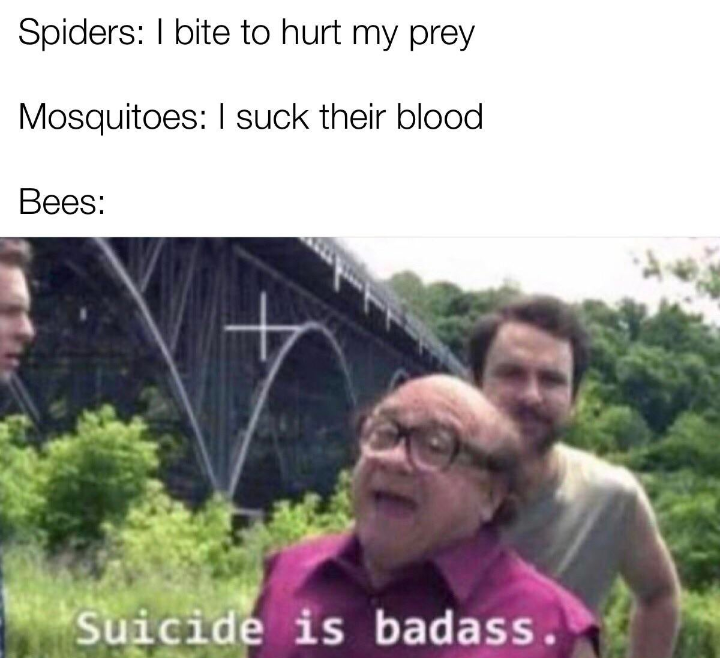 Spiders: I bite to hurt my prey
Mosquitoes: I suck their blood
Bees:
Suicide is badass.